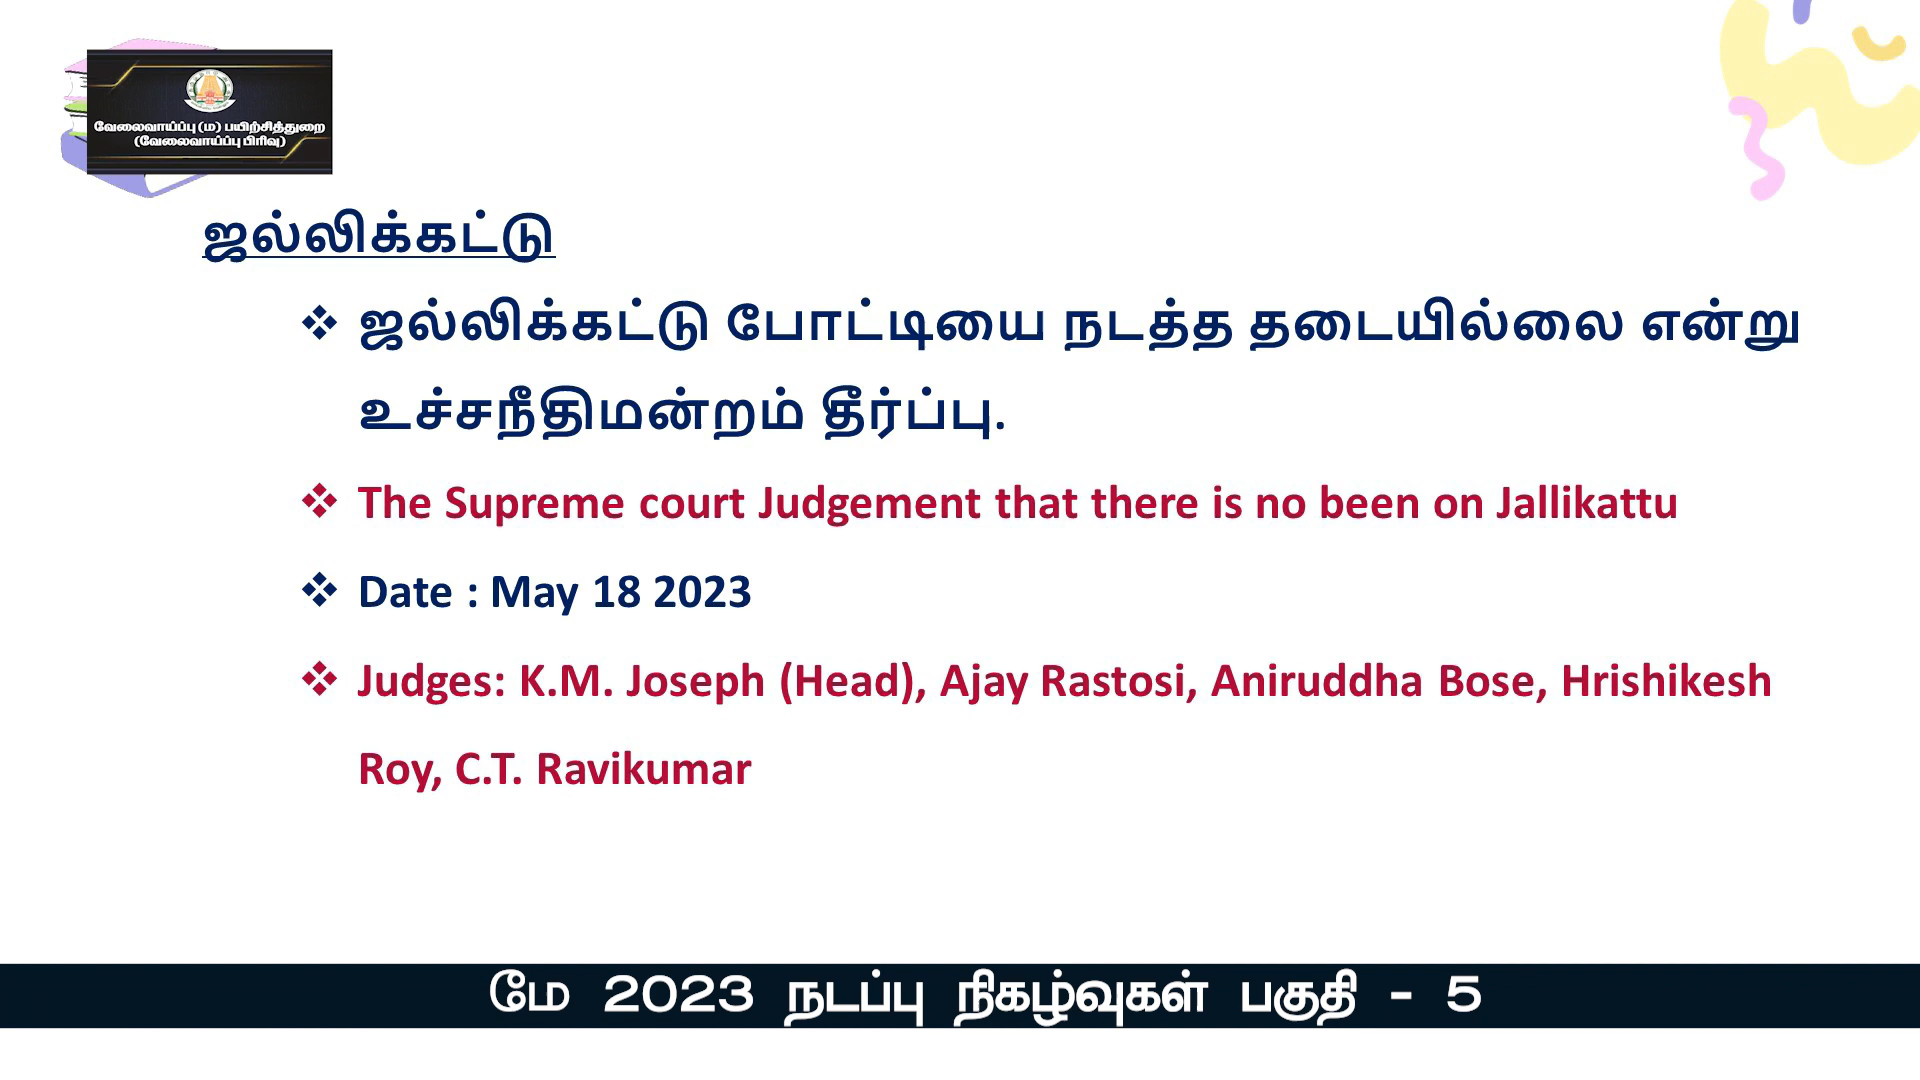 வேலைவாய்ப்பு (ம) பயிற்சித்துறை
(வேலைவாய்ப்பு பிரிவு)
ஜல்லிக்கட்டு
❖ ஜல்லிக்கட்டு போட்டியை நடத்த தடையில்லை என்று
உச்சநீதிமன்றம் தீர்ப்பு.
❖ The Supreme court Judgement that there is no been on Jallikattu
❖ Date : May 18 2023
❖ Judges: K.M. Joseph (Head), Ajay Rastosi, Aniruddha Bose, Hrishikesh
Roy, C.T. Ravikumar
மே 2023 நடப்பு நிகழ்வுகள் பகுதி - 5